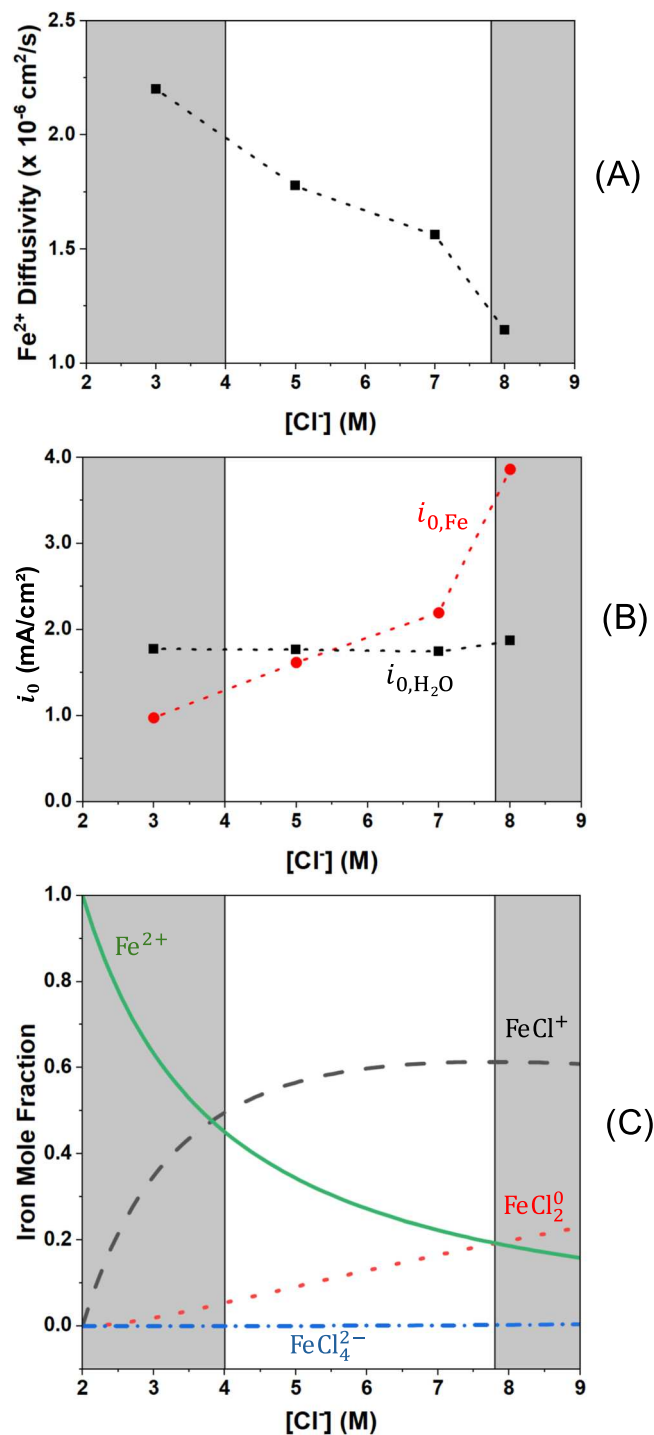 2.5
2.0
1.5
1.0
Fe²⁺ Diffusivity (x 10⁻⁶ cm²/s)
2 3 4 5 6 7 8 9
[Cl⁻] (M)
(A)
4.0
3.0
2.0
1.0
0.0
i₀ (mA/cm²)
i₀,Fe
i₀,H₂O
2 3 4 5 6 7 8 9
[Cl⁻] (M)
(B)
1.0
0.8
0.6
0.4
0.2
0.0
Iron Mole Fraction
Fe²⁺
FeCl⁺
FeCl₂⁰
FeCl₄²⁻
2 3 4 5 6 7 8 9
[Cl⁻] (M)
(C)